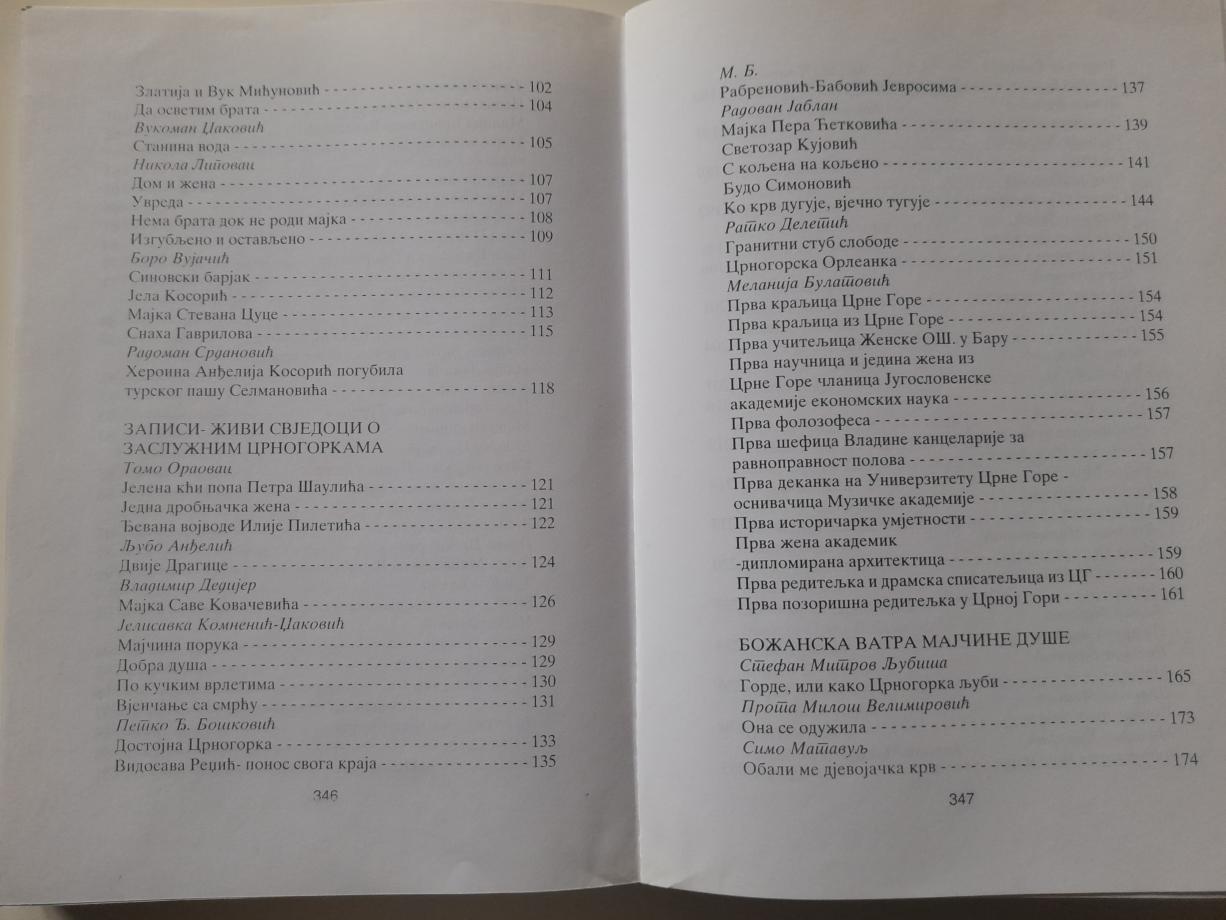 Златија и Вук Мићуновић - - - - - - - - - - - - - - - - - - - - - - - - 102
Да осветим брата - - - - - - - - - - - - - - - - - - - - - - - - - - - - - - 104
Вукоман Џаковић
Станина вода - - - - - - - - - - - - - - - - - - - - - - - - - - - - - - - - - 105
Никола Липовац
Дом и жена - - - - - - - - - - - - - - - - - - - - - - - - - - - - - - - - - - 107
Увреда - - - - - - - - - - - - - - - - - - - - - - - - - - - - - - - - - - - - - - 107
Нема брата док не роди мајка - - - - - - - - - - - - - - - - - - - - 108
Изгубљено и остављено - - - - - - - - - - - - - - - - - - - - - - - - - 109
Боро Вујачић
Синовски барјак - - - - - - - - - - - - - - - - - - - - - - - - - - - - - - 111
Јела Косорић - - - - - - - - - - - - - - - - - - - - - - - - - - - - - - - - - 112
Мајка Стевана Цуце - - - - - - - - - - - - - - - - - - - - - - - - - - - - 113
Снаха Гаврилова - - - - - - - - - - - - - - - - - - - - - - - - - - - - - - 115
Радоман Срдановић
Хероина Анђелија Косорић погубила
турског пашу Селмановића - - - - - - - - - - - - - - - - - - - - - - - 118
ЗАПИСИ- ЖИВИ СВЈЕДОЦИ О
ЗАСЛУЖНИМ ЦРНОГОРКАМА
Томо Ораовац
Јелена кћи попа Петра Шаулића - - - - - - - - - - - - - - - - - - - 121
Једна дробњачка жена - - - - - - - - - - - - - - - - - - - - - - - - - - - 121
Ђевана војводе Илије Пилетића - - - - - - - - - - - - - - - - - - - 122
Љубо Анђелић
Двије Драгице - - - - - - - - - - - - - - - - - - - - - - - - - - - - - - - - 124
Владимир Дедијер
Мајка Саве Ковачевића - - - - - - - - - - - - - - - - - - - - - - - - - - 126
Јелисавка Комненић-Џаковић
Мајчина порука - - - - - - - - - - - - - - - - - - - - - - - - - - - - - - - 129
Добра душа - - - - - - - - - - - - - - - - - - - - - - - - - - - - - - - - - - - 129
По кучким врлетима - - - - - - - - - - - - - - - - - - - - - - - - - - - - 130
Вјенчање са смрћу - - - - - - - - - - - - - - - - - - - - - - - - - - - - - - 131
Петко Ђ. Бошковић
Достојна Црногорка - - - - - - - - - - - - - - - - - - - - - - - - - - - - 133
Видосава Реџић- понос свога краја - - - - - - - - - - - - - - - - - 135
346
М. Б.
Рабреновић-Бабовић Јевросима - - - - - - - - - - - - - - - - - - 137
Радован Јаблан
Мајка Пера Ћетковића - - - - - - - - - - - - - - - - - - - - - - - - - 139
Светозар Кујовић
С кољена на кољено - - - - - - - - - - - - - - - - - - - - - - - - - - - 141
Будо Симоновић
Ко крв дугује, вјечно тугује - - - - - - - - - - - - - - - - - - - - - - 144
Ратко Делетић
Гранитни стуб слободе - - - - - - - - - - - - - - - - - - - - - - - - - 150
Црногорска Орлеанка - - - - - - - - - - - - - - - - - - - - - - - - - - 151
Меланија Булатовић
Прва краљица Црне Горе - - - - - - - - - - - - - - - - - - - - - - - - 154
Прва краљица из Црне Горе - - - - - - - - - - - - - - - - - - - - - 154
Прва учитељица Женске ОШ. у Бару - - - - - - - - - - - - - - 155
Прва научница и једина жена из
Црне Горе чланица Југословенске
академије економских наука - - - - - - - - - - - - - - - - - - - - - 156
Прва фолозофеса - - - - - - - - - - - - - - - - - - - - - - - - - - - - - 157
Прва шефица Владине канцеларије за
равноправност полова - - - - - - - - - - - - - - - - - - - - - - - - - - 157
Прва деканка на Универзитету Црне Горе -
оснивачица Музичке академије - - - - - - - - - - - - - - - - - - - 158
Прва историчарка умјетности - - - - - - - - - - - - - - - - - - - - 159
Прва жена академик
-дипломирана архитектица - - - - - - - - - - - - - - - - - - - - - - 159
Прва редитељка и драмска списатељица из ЦГ - - - - - - - 160
Прва позоришна редитељка у Црној Гори - - - - - - - - - - - 161
БОЖАНСКА ВАТРА МАЈЧИНЕ ДУШЕ
Стефан Митров Љубиша
Горде, или како Црногорка љуби - - - - - - - - - - - - - - - - - - 165
Прота Милош Велимировић
Она се одужила - - - - - - - - - - - - - - - - - - - - - - - - - - - - - - - 173
Симо Матавуљ
Обали ме дјевојачка крв - - - - - - - - - - - - - - - - - - - - - - - - 174
347